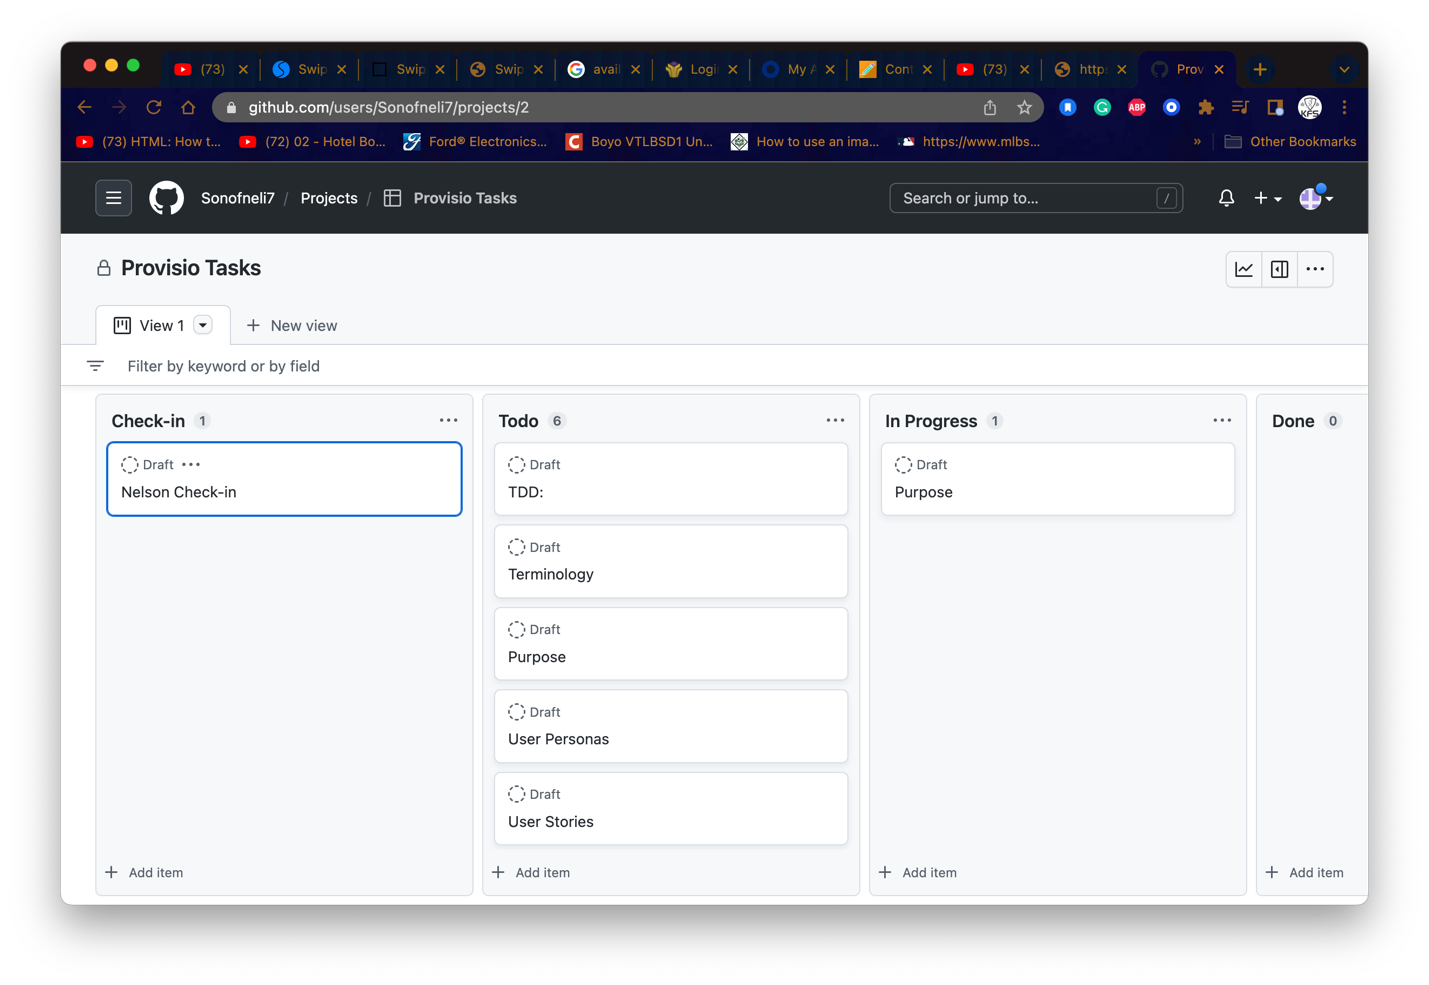 (73)
Swip
Swip
Swip
avail
Logi
My A
Cont
(73)
http
Prov
github.com/users/Sonofneli7/projects/2
ABP
KFS
(73) HTML: How t...
(72) 02 - Hotel Bo...
Ford® Electronics...
Boyo VTLBSD1 Un...
How to use an ima...
https://www.mlbs...
»
Other Bookmarks
Sonofneli7 / Projects / Provisio Tasks
Search or jump to... /
Provisio Tasks
View 1
New view
Filter by keyword or by field
Check-in 1
Draft
Nelson Check-in
Add item
Todo 6
Draft
TDD:
Draft
Terminology
Draft
Purpose
Draft
User Personas
Draft
User Stories
Add item
In Progress 1
Draft
Purpose
Add item
Done 0
Add item